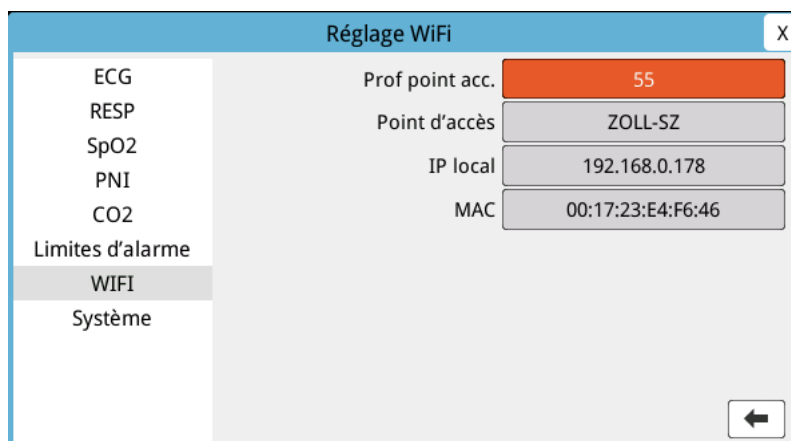 Réglage WiFi
X
ECG
RESP
SpO2
PNI
CO2
Limites d’alarme
WIFI
Système
Prof point acc. 55
Point d’accès ZOLL-SZ
IP local 192.168.0.178
MAC 00:17:23:E4:F6:46